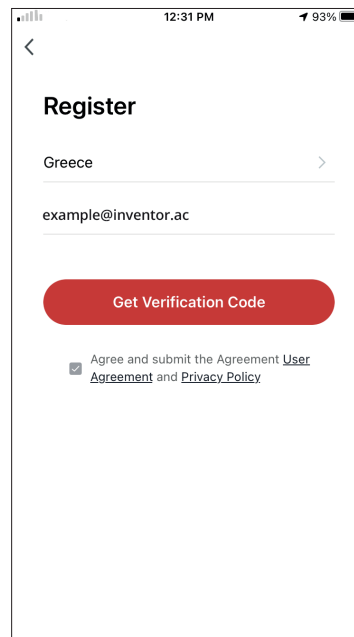 12:31 PM
93%
Register
Greece
example@inventor.ac
Get Verification Code
Agree and submit the Agreement User
Agreement and Privacy Policy